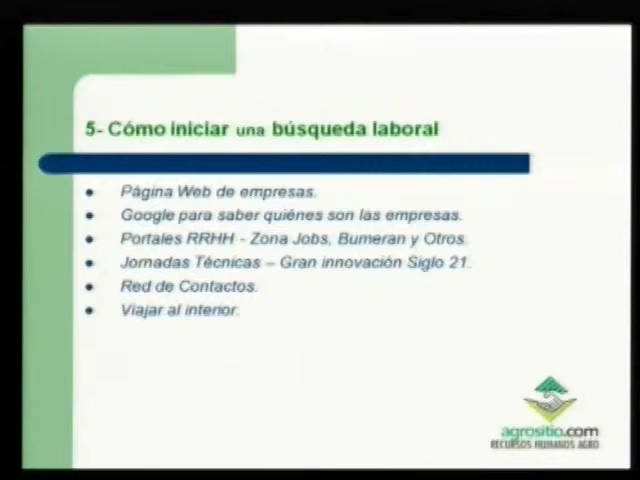 5- Cómo iniciar una búsqueda laboral
Página Web de empresas.
Google para saber quiénes son las empresas.
Portales RRHH - Zona Jobs, Bumeran y Otros.
Jornadas Técnicas – Gran innovación Siglo 21.
Red de Contactos.
Viajar al interior.
agrositio.com
RECURSOS HUMANOS AGRO